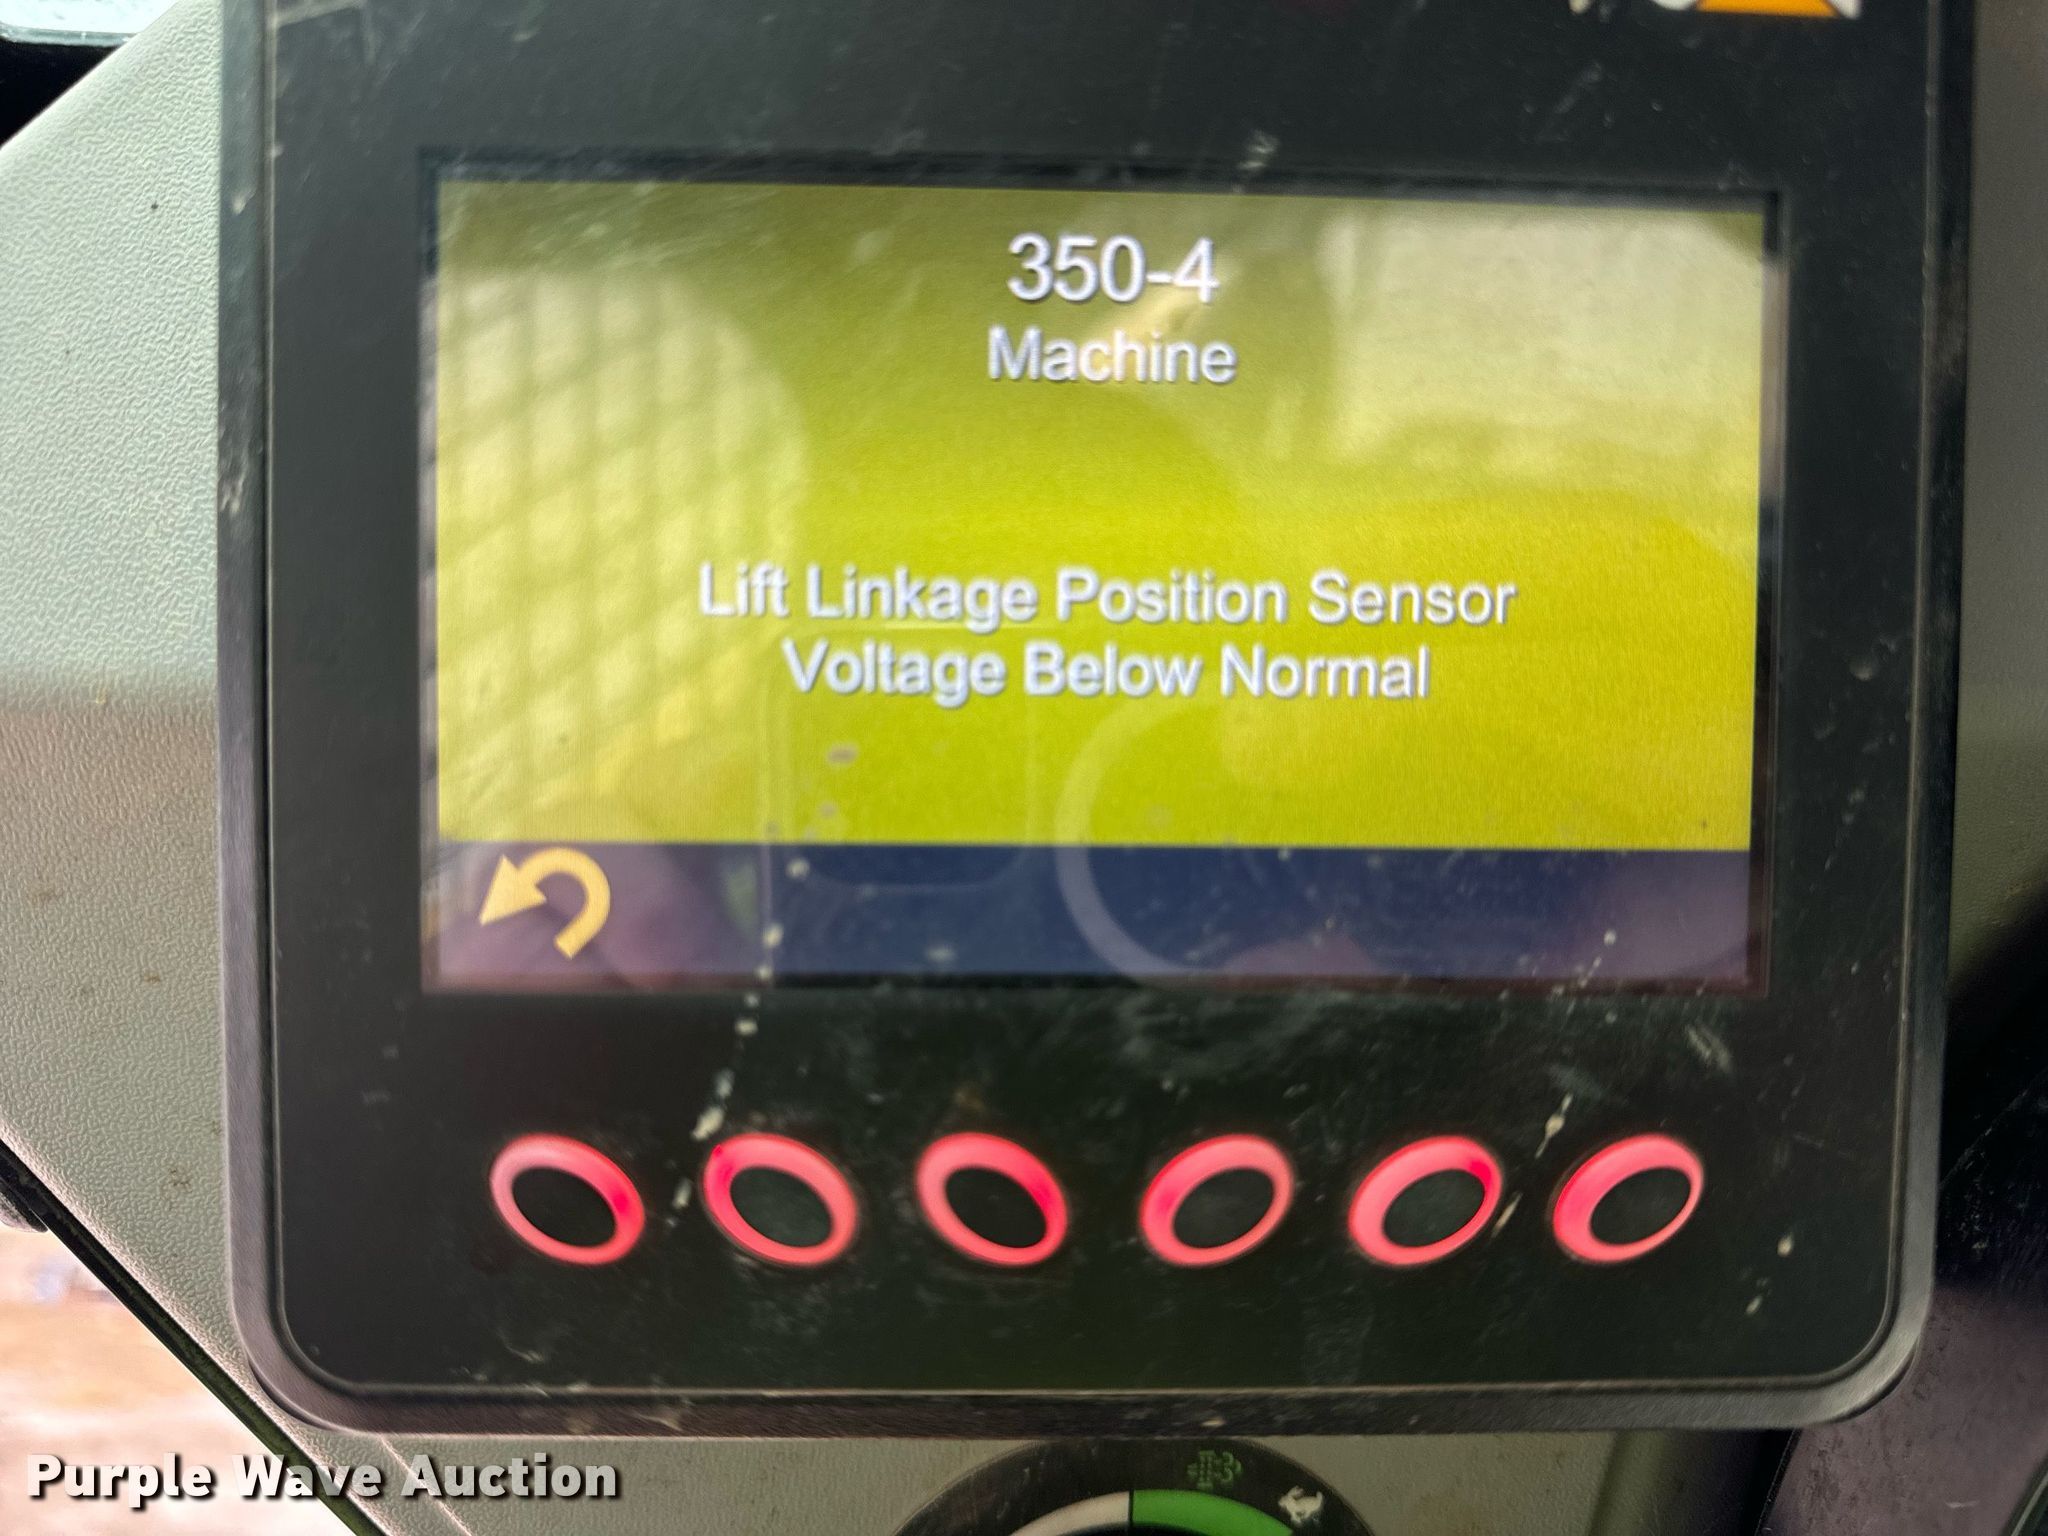 350-4
Machine
Lift Linkage Position Sensor
Voltage Below Normal
Purple Wave Auction